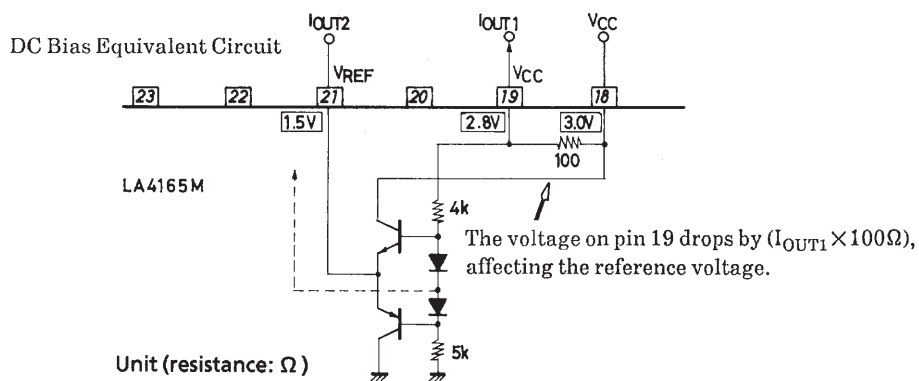 IOUT2 IOUT1 VCC
DC Bias Equivalent Circuit
VREF VCC
23 22 21 20 19 18
1.5V 2.8V 3.0V
100
LA4165M
4k
The voltage on pin 19 drops by (IOUT1×100Ω),
affecting the reference voltage.
5k
Unit (resistance: Ω)